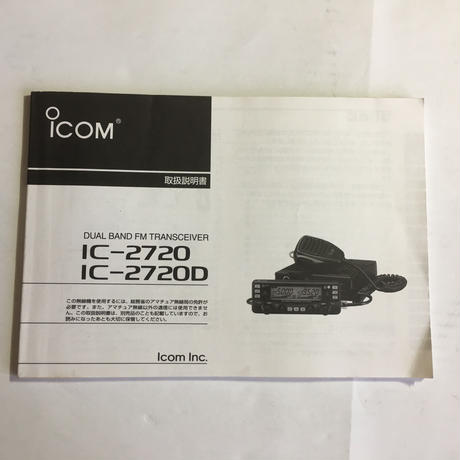 ICOM®
取扱説明書
DUAL BAND FM TRANSCEIVER
IC-2720
IC-2720D
この無線機を使用するには、総務省のアマチュア無線局の免許が
必要です。また、アマチュア無線以外の通信には使用できませ
ん。この取扱説明書は、別売品のことも記載していますので、お
読みになったあとも大切に保管してください。
Icom Inc.